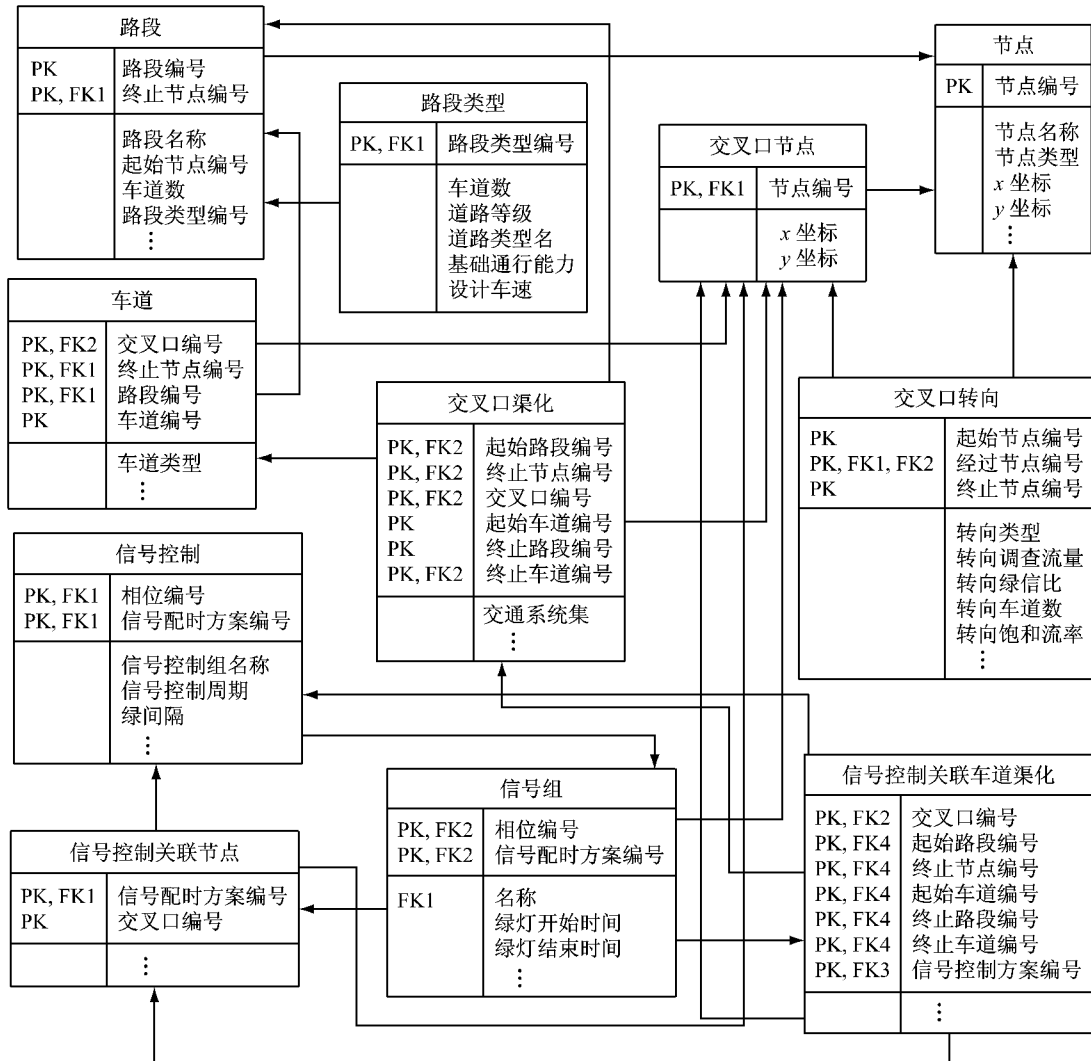 路段
PK 路段编号
PK, FK1 终止节点编号
路段名称
起始节点编号
车道数
路段类型编号
⋮
路段类型
PK, FK1 路段类型编号
车道数
道路等级
道路类型名
基础通行能力
设计车速
交叉口节点
PK, FK1 节点编号
x 坐标
y 坐标
节点
PK 节点编号
节点名称
节点类型
x 坐标
y 坐标
⋮
车道
PK, FK2 交叉口编号
PK, FK1 终止节点编号
PK, FK1 路段编号
PK 车道编号
车道类型
⋮
交叉口渠化
PK, FK2 起始路段编号
PK, FK2 终止节点编号
PK, FK2 交叉口编号
PK 起始车道编号
PK 终止路段编号
PK, FK2 终止车道编号
交通系统集
⋮
交叉口转向
PK 起始节点编号
PK, FK1, FK2 经过节点编号
PK 终止节点编号
转向类型
转向调查流量
转向绿信比
转向车道数
转向饱和流率
⋮
信号控制
PK, FK1 相位编号
PK, FK1 信号配时方案编号
信号控制组名称
信号控制周期
绿间隔
⋮
信号组
PK, FK2 相位编号
PK, FK2 信号配时方案编号
FK1 名称
绿灯开始时间
绿灯结束时间
⋮
信号控制关联车道渠化
PK, FK2 交叉口编号
PK, FK4 起始路段编号
PK, FK4 终止节点编号
PK, FK4 起始车道编号
PK, FK4 终止路段编号
PK, FK4 终止车道编号
PK, FK3 信号控制方案编号
⋮
信号控制关联节点
PK, FK1 信号配时方案编号
PK 交叉口编号
⋮